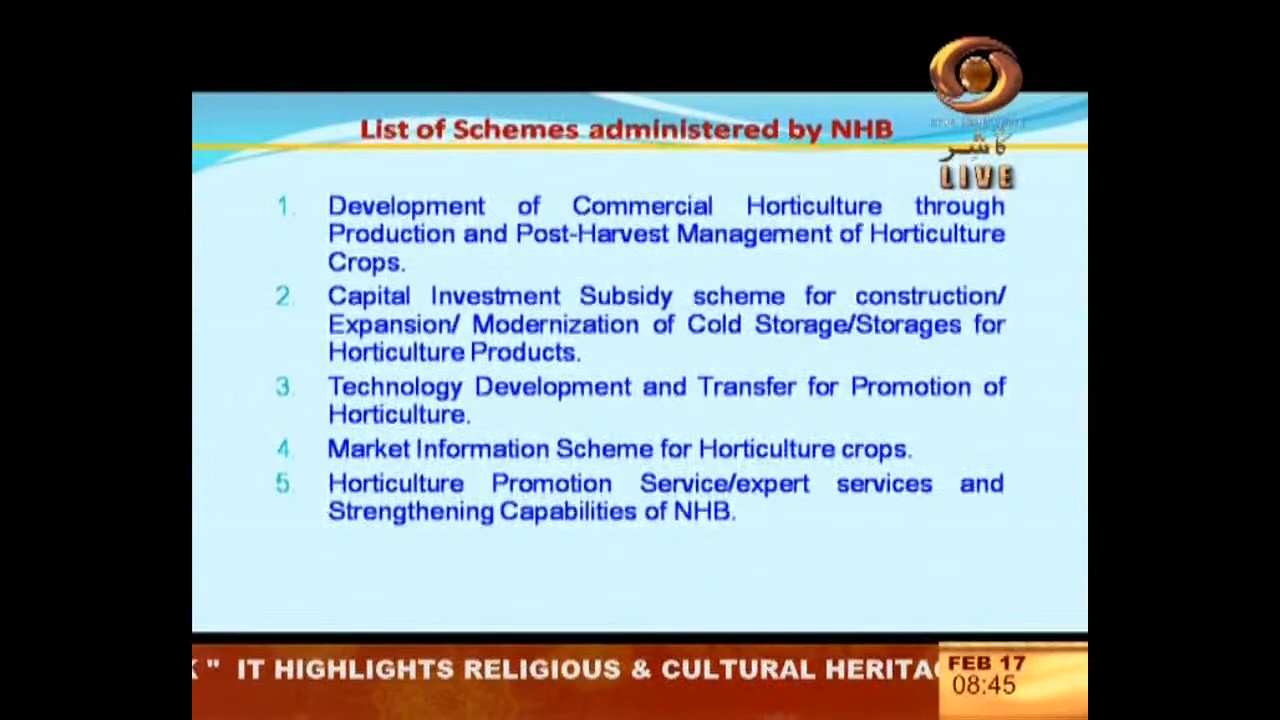 List of Schemes administered by NHB
کأشِر
LIVE
1. Development of Commercial Horticulture through
Production and Post-Harvest Management of Horticulture
Crops.
2. Capital Investment Subsidy scheme for construction/
Expansion/ Modernization of Cold Storage/Storages for
Horticulture Products.
3. Technology Development and Transfer for Promotion of
Horticulture.
4. Market Information Scheme for Horticulture crops.
5. Horticulture Promotion Service/expert services and
Strengthening Capabilities of NHB.
" IT HIGHLIGHTS RELIGIOUS & CULTURAL
FEB 17
08:45